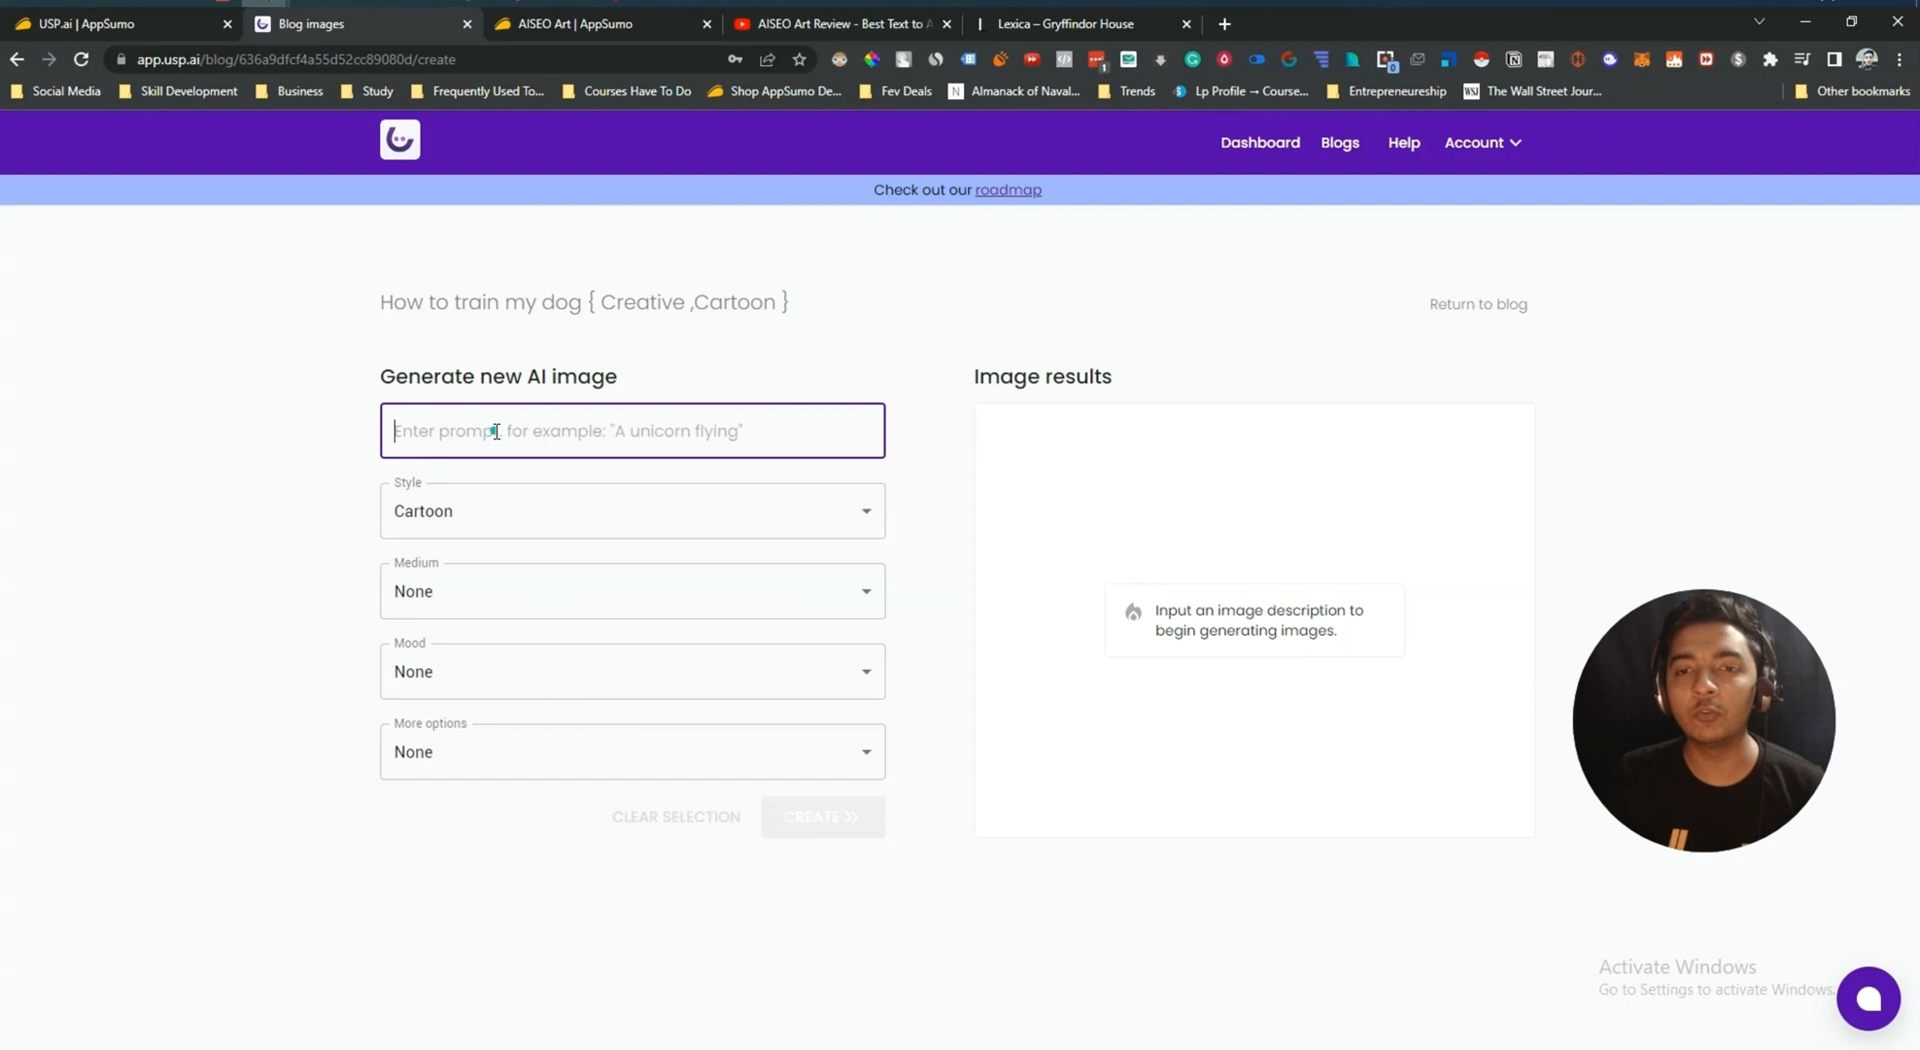 USP.ai | AppSumo
Blog images
AISEO Art | AppSumo
AISEO Art Review - Best Text to A
Lexica – Gryffindor House
app.usp.ai/blog/636a9dfcf4a55d52cc89080d/create
Social Media
Skill Development
Business
Study
Frequently Used To...
Courses Have To Do
Shop AppSumo De...
Fev Deals
Almanack of Naval...
Trends
Lp Profile → Course...
Entrepreneureship
WSJ
The Wall Street Jour...
Other bookmarks
Dashboard
Blogs
Help
Account
Check out our roadmap
How to train my dog { Creative ,Cartoon }
Return to blog
Generate new AI image
Enter prompt, for example: "A unicorn flying"
Style
Cartoon
Medium
None
Mood
None
More options
None
CLEAR SELECTION
CREATE
Image results
Input an image description to
begin generating images.
Activate Windows
Go to Settings to activate Windows.